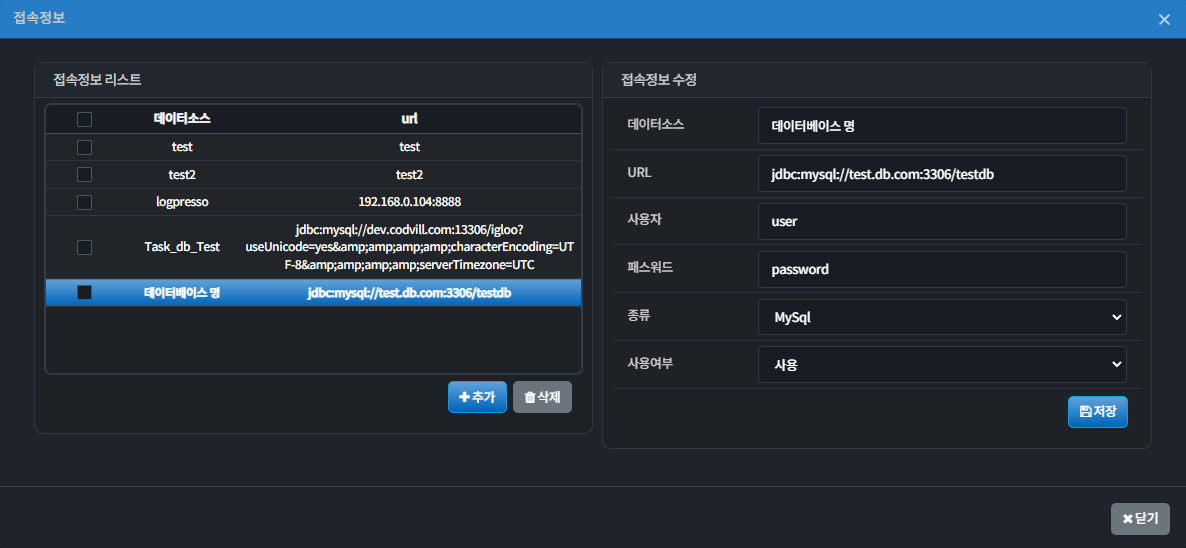 접속정보
접속정보 리스트
데이터소스 url
test test
test2 test2
logpresso 192.168.0.104:8888
Task_db_Test jdbc:mysql://dev.codvill.com:13306/igloo?
useUnicode=yes&amp;amp;amp;amp;characterEncoding=UT
F-8&amp;amp;amp;amp;serverTimezone=UTC
데이터베이스 명 jdbc:mysql://test.db.com:3306/testdb
추가 삭제
접속정보 수정
데이터소스 데이터베이스 명
URL jdbc:mysql://test.db.com:3306/testdb
사용자 user
패스워드 password
종류 MySql
사용여부 사용
저장
닫기